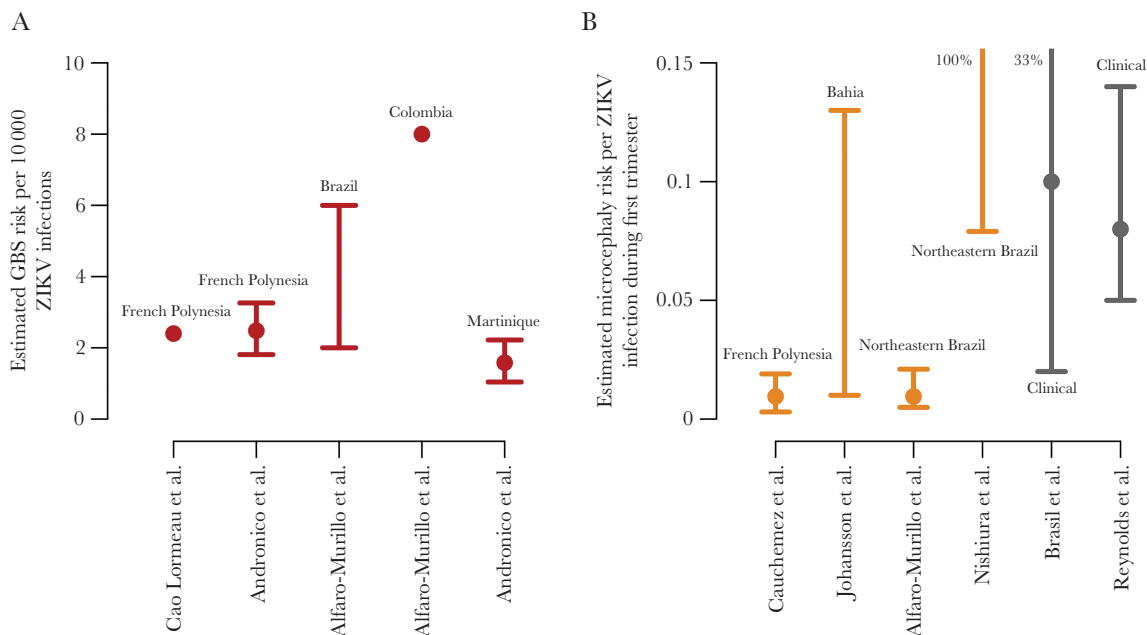 A
Estimated GBS risk per 10 000
ZIKV infections
10
8
6
4
2
0
French Polynesia
French Polynesia
Brazil
Colombia
Martinique
Cao Lormeau et al.
Andronico et al.
Alfaro-Murillo et al.
Alfaro-Murillo et al.
Andronico et al.
B
Estimated microcephaly risk per ZIKV
infection during first trimester
0.15
0.1
0.05
0
French Polynesia
Bahia
Northeastern Brazil
100%
Northeastern Brazil
33%
Clinical
Clinical
Cauchemez et al.
Johansson et al.
Alfaro-Murillo et al.
Nishiura et al.
Brasil et al.
Reynolds et al.